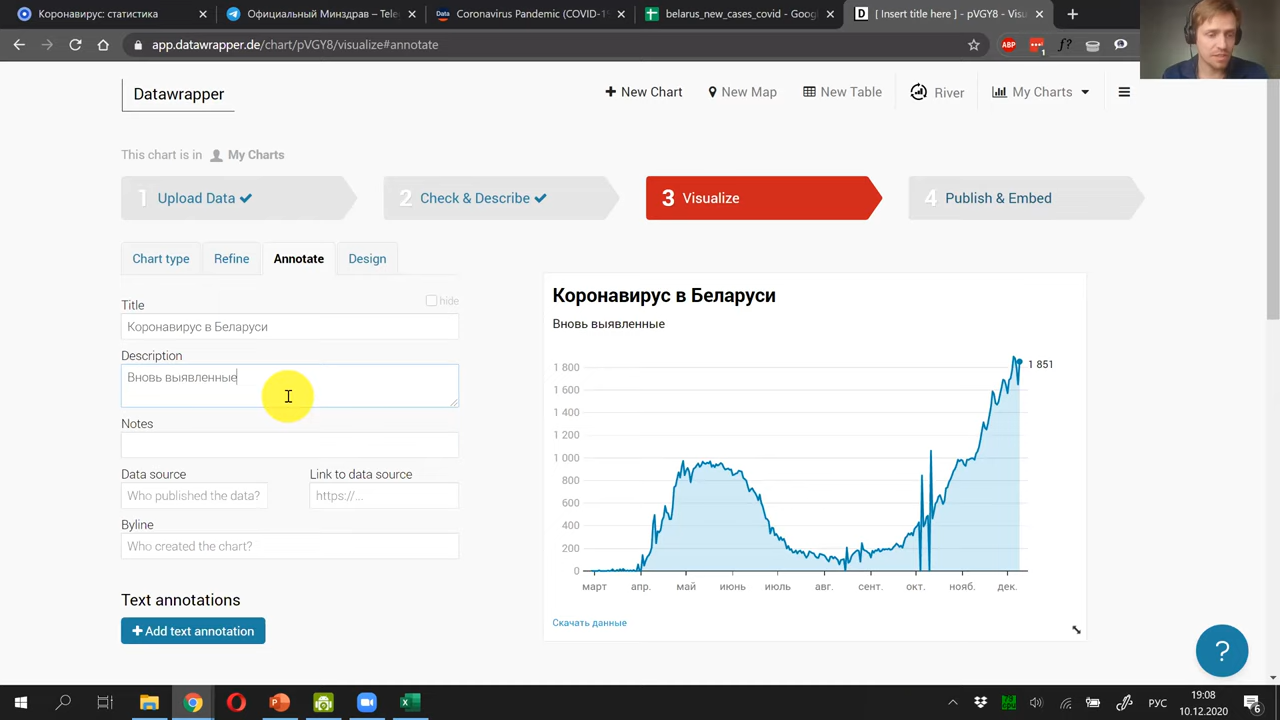 Коронавирус: статистика
Официальный Минздрав – Tele
Coronavirus Pandemic (COVID-19
belarus_new_cases_covid - Goog
[ Insert title here ] - pVGY8 - Visu
app.datawrapper.de/chart/pVGY8/visualize#annotate
Datawrapper
New Chart
New Map
New Table
River
My Charts
This chart is in My Charts
1 Upload Data
2 Check & Describe
3 Visualize
4 Publish & Embed
Chart type
Refine
Annotate
Design
Title
hide
Коронавирус в Беларуси
Description
Вновь выявленные
Notes
Data source
Link to data source
Who published the data?
https://...
Byline
Who created the chart?
Text annotations
Add text annotation
Коронавирус в Беларуси
Вновь выявленные
1 851
1 800
1 600
1 400
1 200
1 000
800
600
400
200
0
март апр. май июнь июль авг. сент. окт. нояб. дек.
Скачать данные
?
РУС
19:08
10.12.2020
6